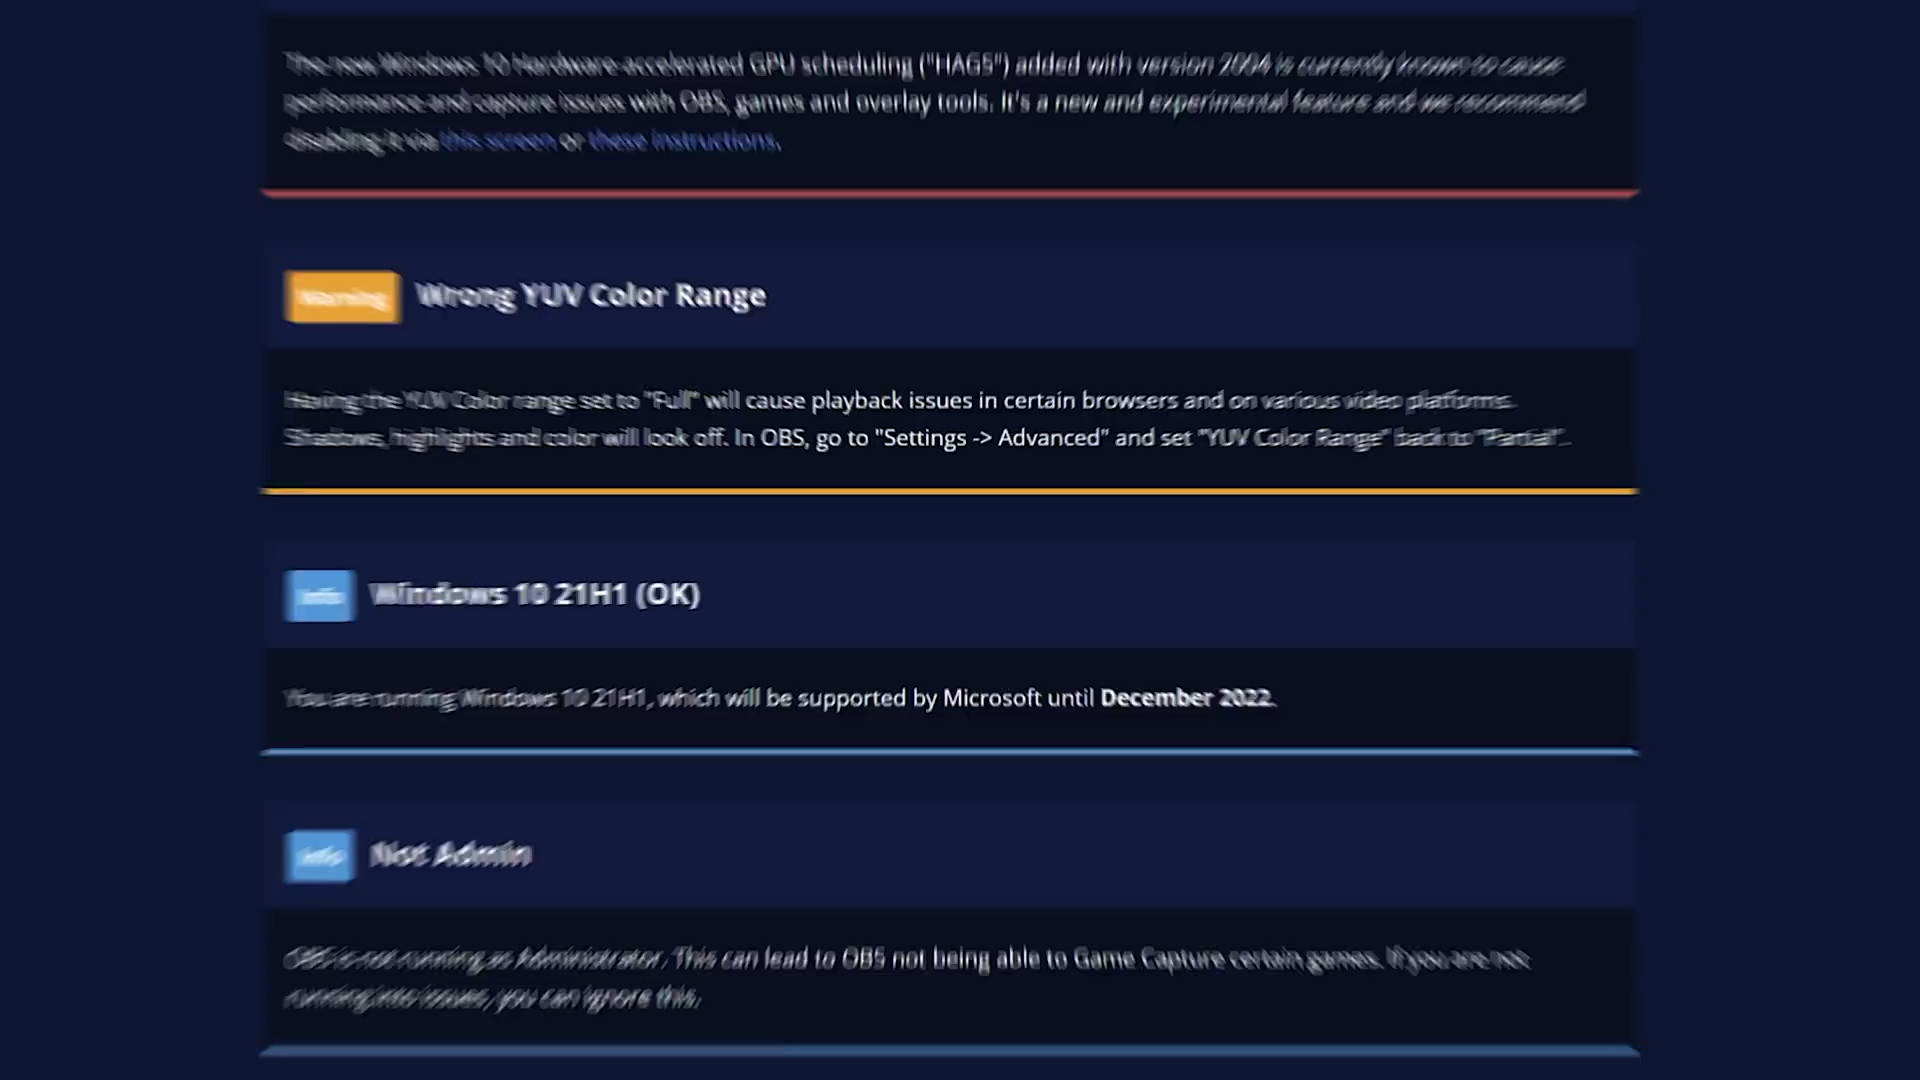 The new Windows 10 Hardware-accelerated GPU scheduling ("HAGS") added with version 2004 is currently known to cause
performance and capture issues with OBS, games and overlay tools. It's a new and experimental feature and we recommend
disabling it via this screen or these instructions.
Warning Wrong YUV Color Range
Having the YUV Color range set to "Full" will cause playback issues in certain browsers and on various video platforms.
Shadows, highlights and color will look off. In OBS, go to "Settings -> Advanced" and set "YUV Color Range" back to "Partial".
Info Windows 10 21H1 (OK)
You are running Windows 10 21H1, which will be supported by Microsoft until December 2022.
Info Not Admin
OBS is not running as Administrator. This can lead to OBS not being able to Game Capture certain games. If you are not
running into issues, you can ignore this.